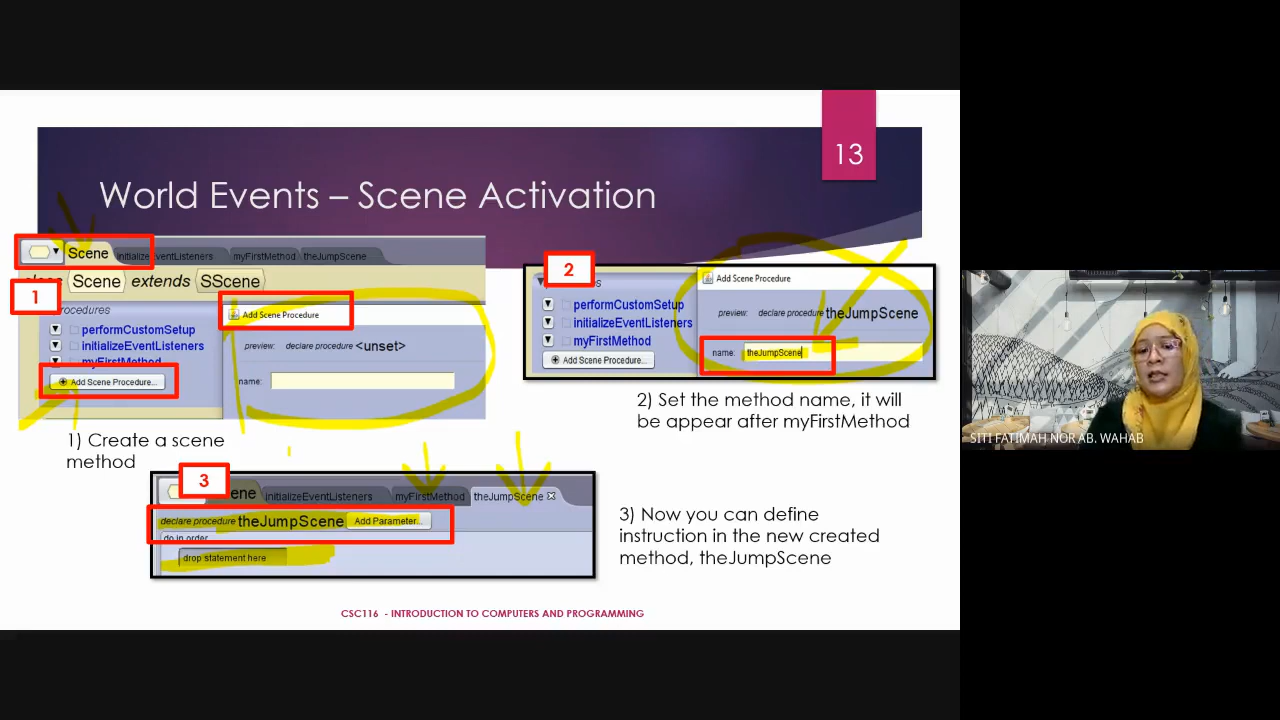 13
World Events – Scene Activation
Scene initializeEventListeners myFirstMethod theJumpScene
class Scene extends SScene
1
procedures
performCustomSetup
initializeEventListeners
myFirstMethod
Add Scene Procedure...
Add Scene Procedure
preview: declare procedure <unset>
name:
1) Create a scene
method
2
performCustomSetup
initializeEventListeners
myFirstMethod
Add Scene Procedure...
Add Scene Procedure
preview: declare procedure theJumpScene
name: theJumpScene
2) Set the method name, it will
be appear after myFirstMethod
3
Scene initializeEventListeners myFirstMethod theJumpScene
declare procedure theJumpScene Add Parameter...
do in order
drop statement here
3) Now you can define
instruction in the new created
method, theJumpScene
CSC116 - INTRODUCTION TO COMPUTERS AND PROGRAMMING
SITI FATIMAH NOR AB. WAHAB